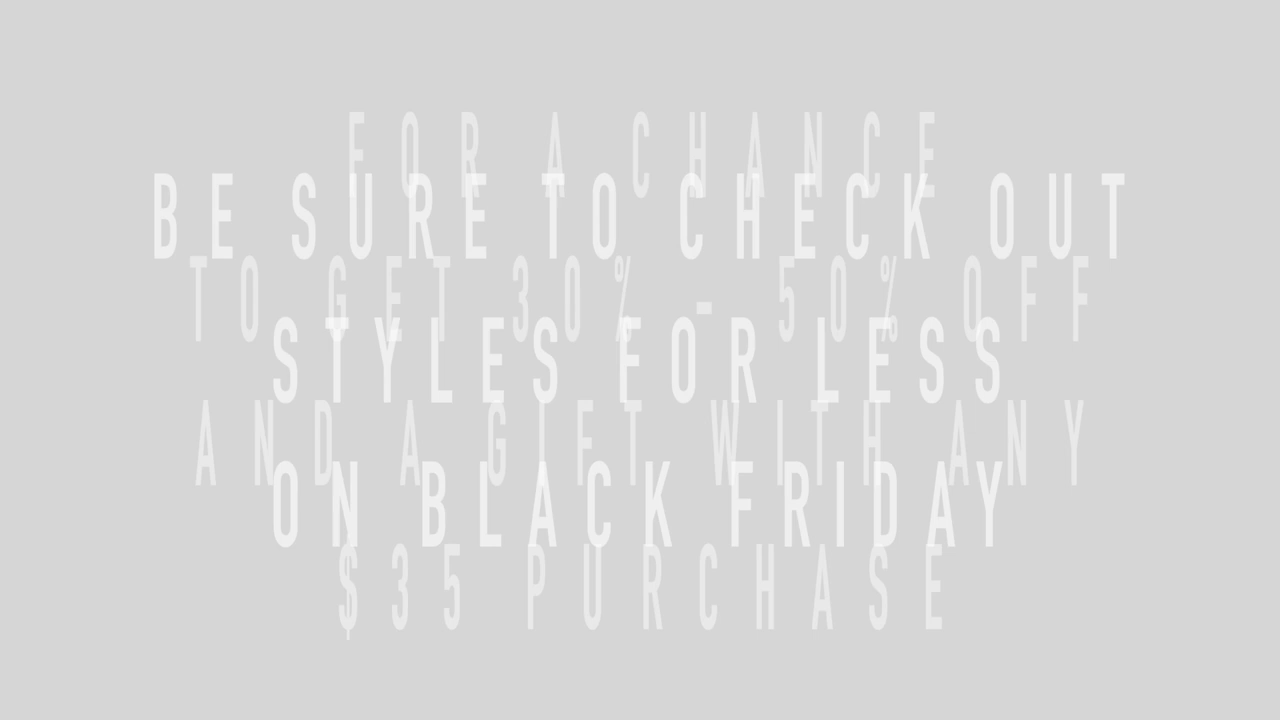 FOR A CHANCE
BE SURE TO CHECK OUT
TO GET 30% - 50% OFF
STYLES FOR LESS
AND A GIFT WITH ANY
ON BLACK FRIDAY
$35 PURCHASE